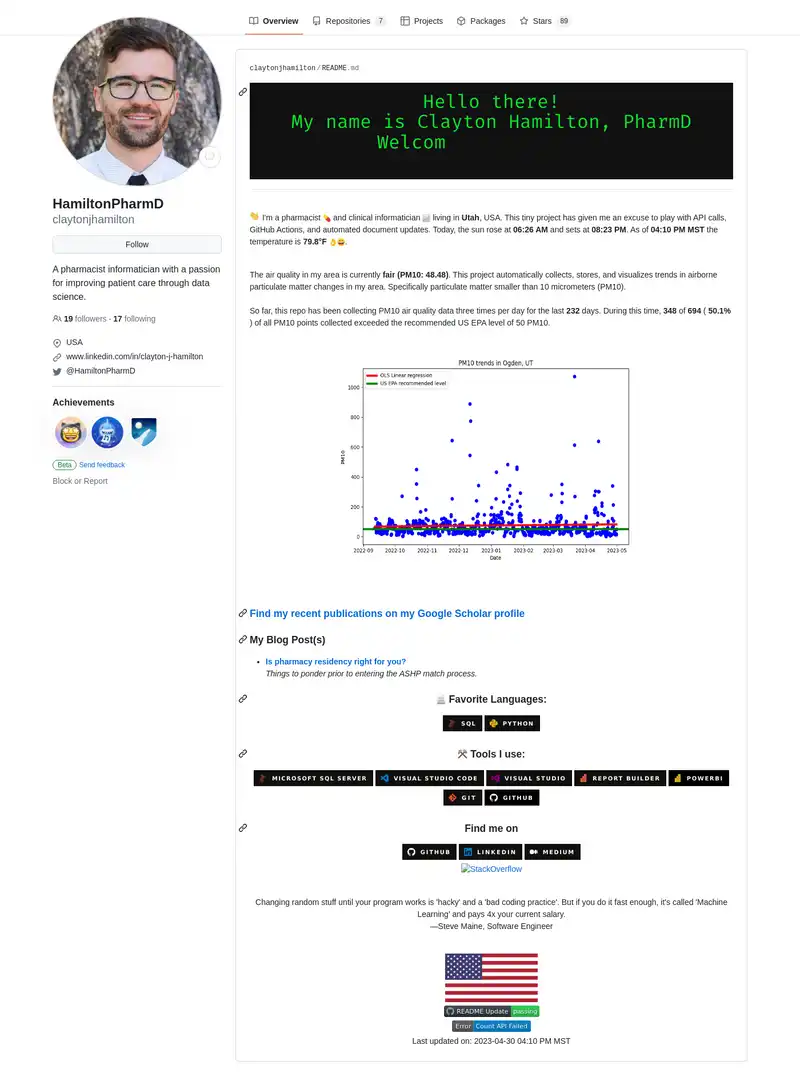 Overview
Repositories 7
Projects
Packages
Stars 89
claytonjhamilton/README.md
Hello there!
My name is Clayton Hamilton, PharmD
Welcom
HamiltonPharmD
claytonjhamilton
Follow
A pharmacist informatician with a passion
for improving patient care through data
science.
19 followers · 17 following
USA
www.linkedin.com/in/clayton-j-hamilton
@HamiltonPharmD
Achievements
Beta Send feedback
Block or Report
👋 I'm a pharmacist 💊 and clinical informatician 📊 living in Utah, USA. This tiny project has given me an excuse to play with API calls,
GitHub Actions, and automated document updates. Today, the sun rose at 06:26 AM and sets at 08:23 PM. As of 04:10 PM MST the
temperature is 79.8°F 👌😄.
The air quality in my area is currently fair (PM10: 48.48). This project automatically collects, stores, and visualizes trends in airborne
particulate matter changes in my area. Specifically particulate matter smaller than 10 micrometers (PM10).
So far, this repo has been collecting PM10 air quality data three times per day for the last 232 days. During this time, 348 of 694 ( 50.1%
) of all PM10 points collected exceeded the recommended US EPA level of 50 PM10.
PM10 trends in Ogden, UT
OLS Linear regression
US EPA recommended level
1000
800
600
400
200
0
PM10
2022-09 2022-10 2022-11 2022-12 2023-01 2023-02 2023-03 2023-04 2023-05
Date
Find my recent publications on my Google Scholar profile
My Blog Post(s)
• Is pharmacy residency right for you?
Things to ponder prior to entering the ASHP match process.
Favorite Languages:
SQL PYTHON
Tools I use:
MICROSOFT SQL SERVER VISUAL STUDIO CODE VISUAL STUDIO REPORT BUILDER POWERBI
GIT GITHUB
Find me on
GITHUB LINKEDIN MEDIUM
StackOverflow
Changing random stuff until your program works is 'hacky' and a 'bad coding practice'. But if you do it fast enough, it's called 'Machine
Learning' and pays 4x your current salary.
—Steve Maine, Software Engineer
README Update passing
Error Count API Failed
Last updated on: 2023-04-30 04:10 PM MST